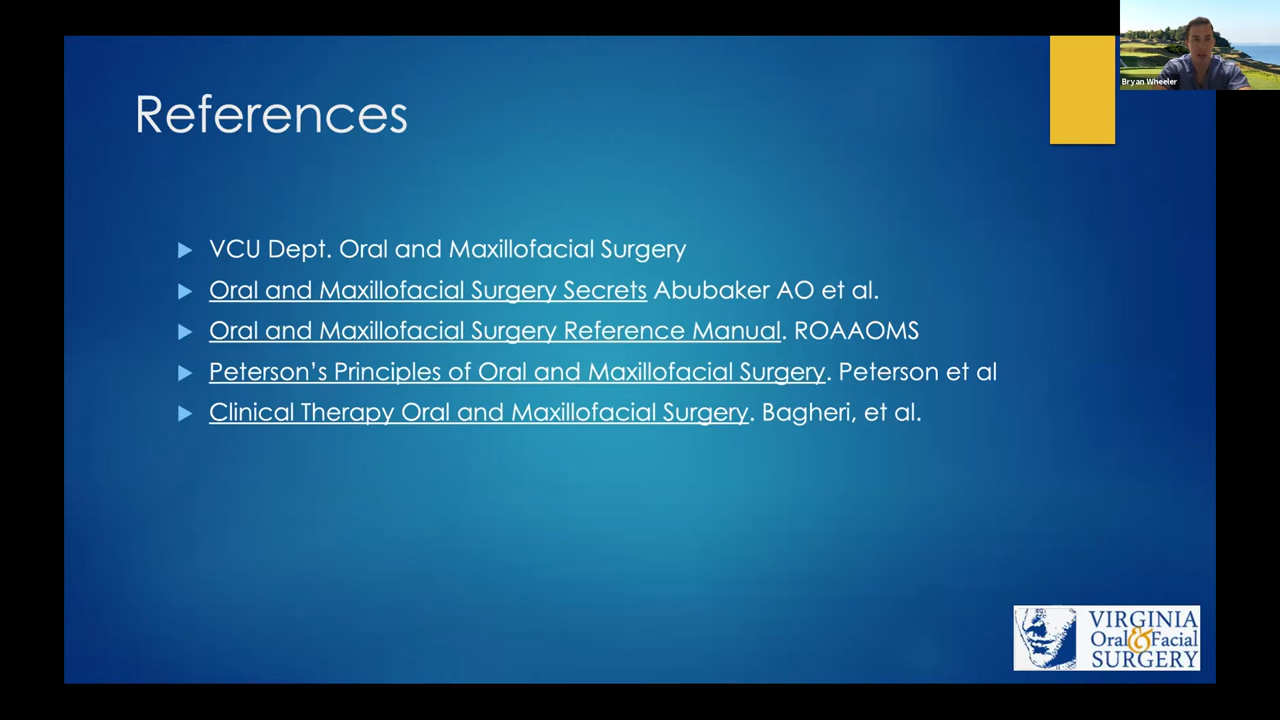 Bryan Wheeler
References
VCU Dept. Oral and Maxillofacial Surgery
Oral and Maxillofacial Surgery Secrets Abubaker AO et al.
Oral and Maxillofacial Surgery Reference Manual. ROAAOMS
Peterson’s Principles of Oral and Maxillofacial Surgery. Peterson et al
Clinical Therapy Oral and Maxillofacial Surgery. Bagheri, et al.
VIRGINIA
Oral & Facial
SURGERY